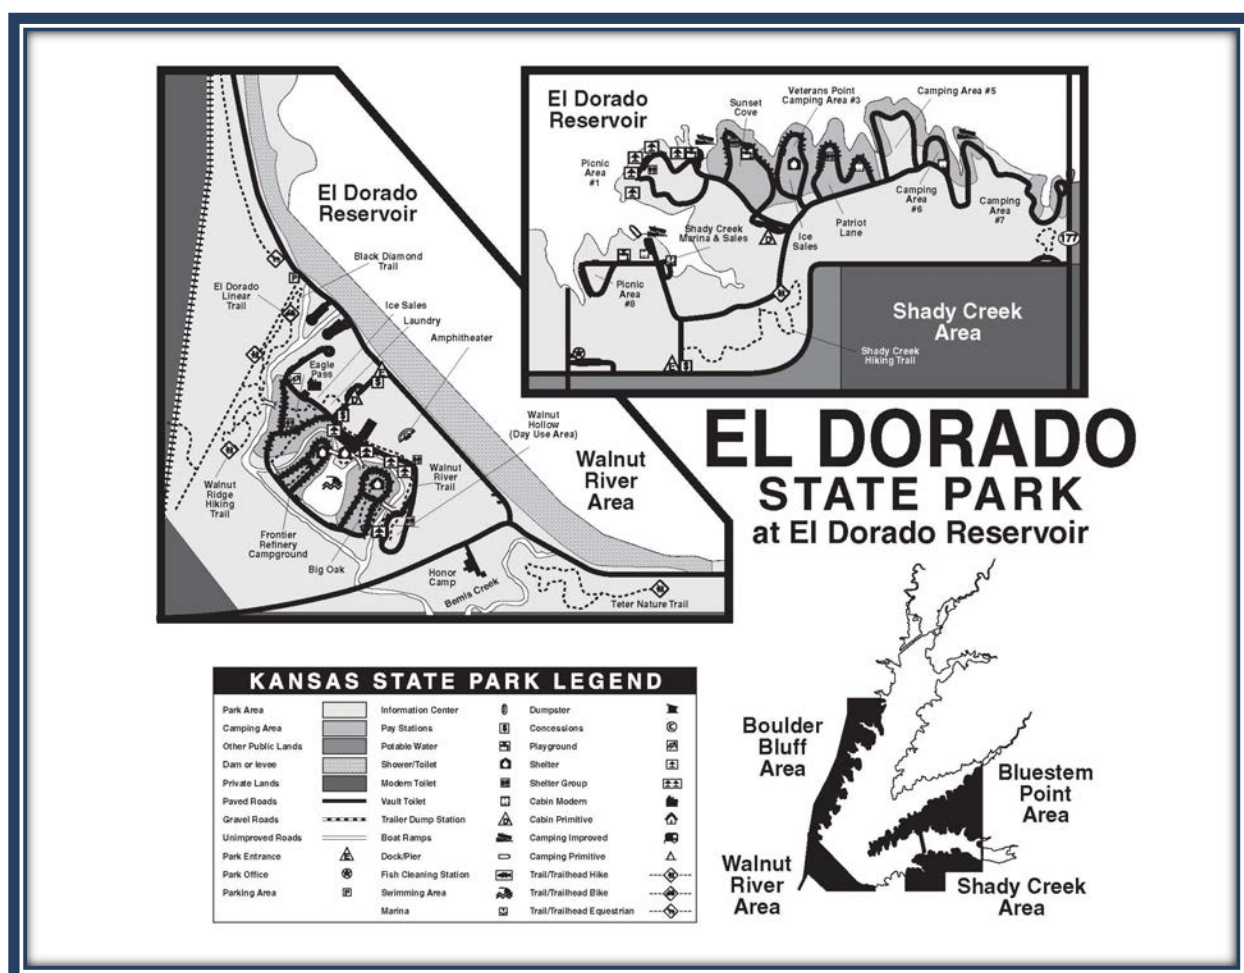 El Dorado
Reservoir
Black Diamond
Trail
El Dorado
Linear
Trail
Ice Sales
Laundry
Amphitheater
Eagle
Pass
Walnut
Hollow
(Day Use Area)
Walnut
River
Area
Walnut
River
Trail
Walnut
Ridge
Hiking
Trail
Frontier
Refinery
Campground
Big Oak
Honor
Camp
Bemis Creek
Teter Nature Trail
El Dorado
Reservoir
Sunset
Cove
Veterans Point
Camping Area #3
Camping Area #5
Picnic
Area
#1
Camping
Area
#6
Camping
Area
#7
Shady Creek
Marina & Sales
Ice
Sales
Patriot
Lane
177
Picnic
Area
#8
Shady Creek
Area
Shady Creek
Hiking Trail
EL DORADO
STATE PARK
at El Dorado Reservoir
KANSAS STATE PARK LEGEND
Park Area
Camping Area
Other Public Lands
Dam or levee
Private Lands
Paved Roads
Gravel Roads
Unimproved Roads
Park Entrance
Park Office
Parking Area
Information Center
Pay Stations
Potable Water
Shower/Toilet
Modern Toilet
Vault Toilet
Trailer Dump Station
Boat Ramps
Dock/Pier
Fish Cleaning Station
Swimming Area
Marina
Dumpster
Concessions
Playground
Shelter
Shelter Group
Cabin Modern
Cabin Primitive
Camping Improved
Camping Primitive
Trail/Trailhead Hike
Trail/Trailhead Bike
Trail/Trailhead Equestrian
Boulder
Bluff
Area
Bluestem
Point
Area
Walnut
River
Area
Shady Creek
Area